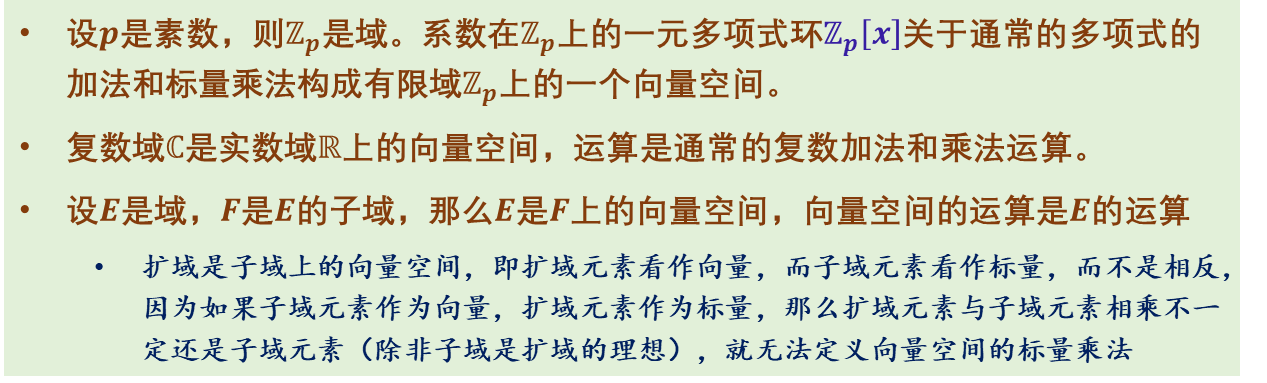 • 设p是素数，则ℤₚ是域。系数在ℤₚ上的一元多项式环ℤₚ[x]关于通常的多项式的
加法和标量乘法构成有限域ℤₚ上的一个向量空间。
• 复数域ℂ是实数域ℝ上的向量空间，运算是通常的复数加法和乘法运算。
• 设E是域，F是E的子域，那么E是F上的向量空间，向量空间的运算是E的运算
• 扩域是子域上的向量空间，即扩域元素看作向量，而子域元素看作标量，而不是相反，
因为如果子域元素作为向量，扩域元素作为标量，那么扩域元素与子域元素相乘不一
定还是子域元素（除非子域是扩域的理想），就无法定义向量空间的标量乘法